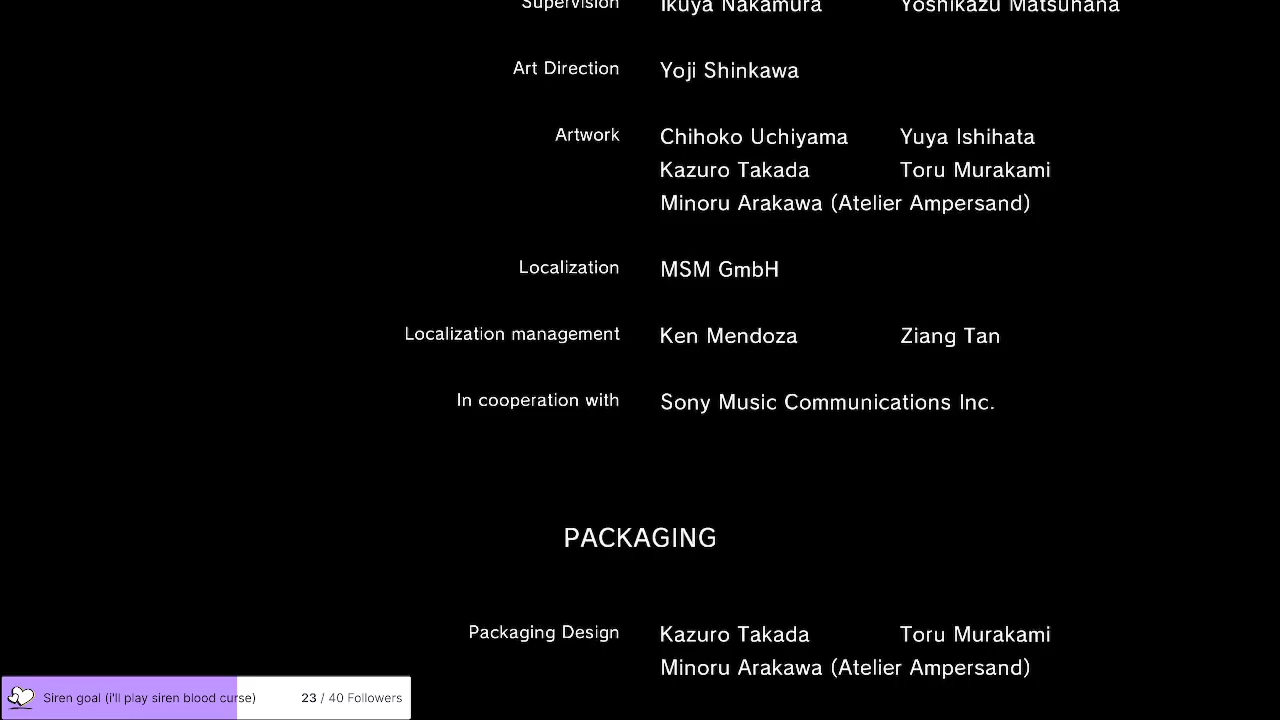 Supervision Ikuya Nakamura Yoshikazu Matsuhana
Art Direction Yoji Shinkawa
Artwork Chihoko Uchiyama Yuya Ishihata
Kazuro Takada Toru Murakami
Minoru Arakawa (Atelier Ampersand)
Localization MSM GmbH
Localization management Ken Mendoza Ziang Tan
In cooperation with Sony Music Communications Inc.
PACKAGING
Packaging Design Kazuro Takada Toru Murakami
Minoru Arakawa (Atelier Ampersand)
Siren goal (i'll play siren blood curse) 23 / 40 Followers